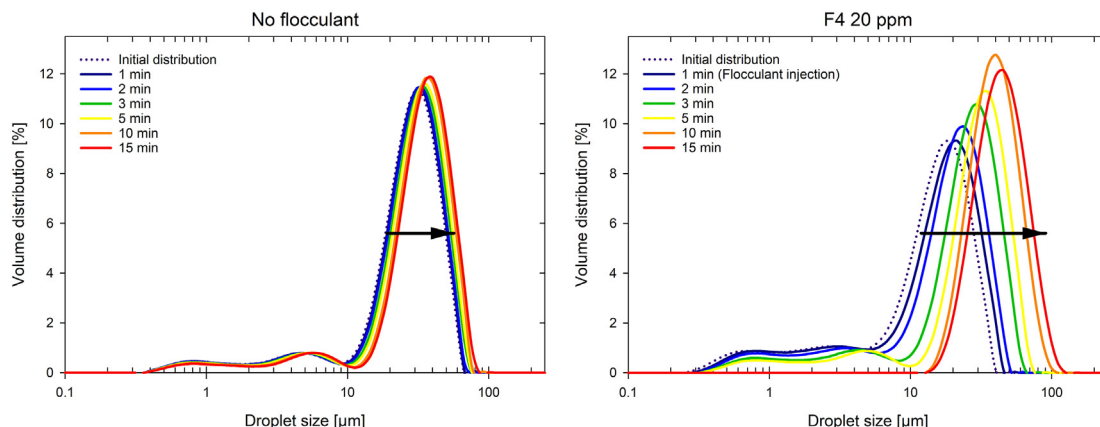 No flocculant
Initial distribution
1 min
2 min
3 min
5 min
10 min
15 min
Volume distribution [%]
12
10
8
6
4
2
0
0.1 1 10 100
Droplet size [µm]
F4 20 ppm
Initial distribution
1 min (Flocculant injection)
2 min
3 min
5 min
10 min
15 min
Volume distribution [%]
12
10
8
6
4
2
0
0.1 1 10 100
Droplet size [µm]